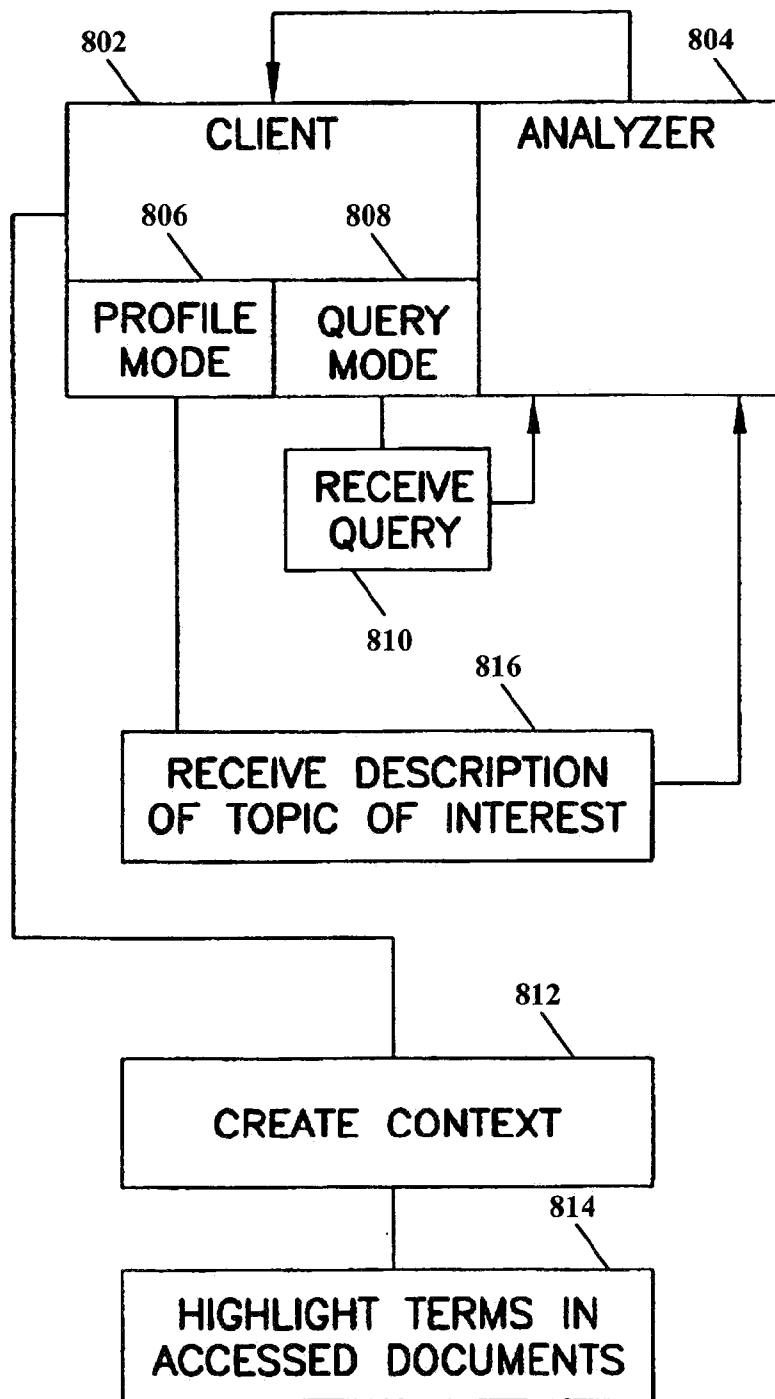 802
804
CLIENT
ANALYZER
806
808
PROFILE
MODE
QUERY
MODE
RECEIVE
QUERY
810
816
RECEIVE DESCRIPTION
OF TOPIC OF INTEREST
812
CREATE CONTEXT
814
HIGHLIGHT TERMS IN
ACCESSED DOCUMENTS